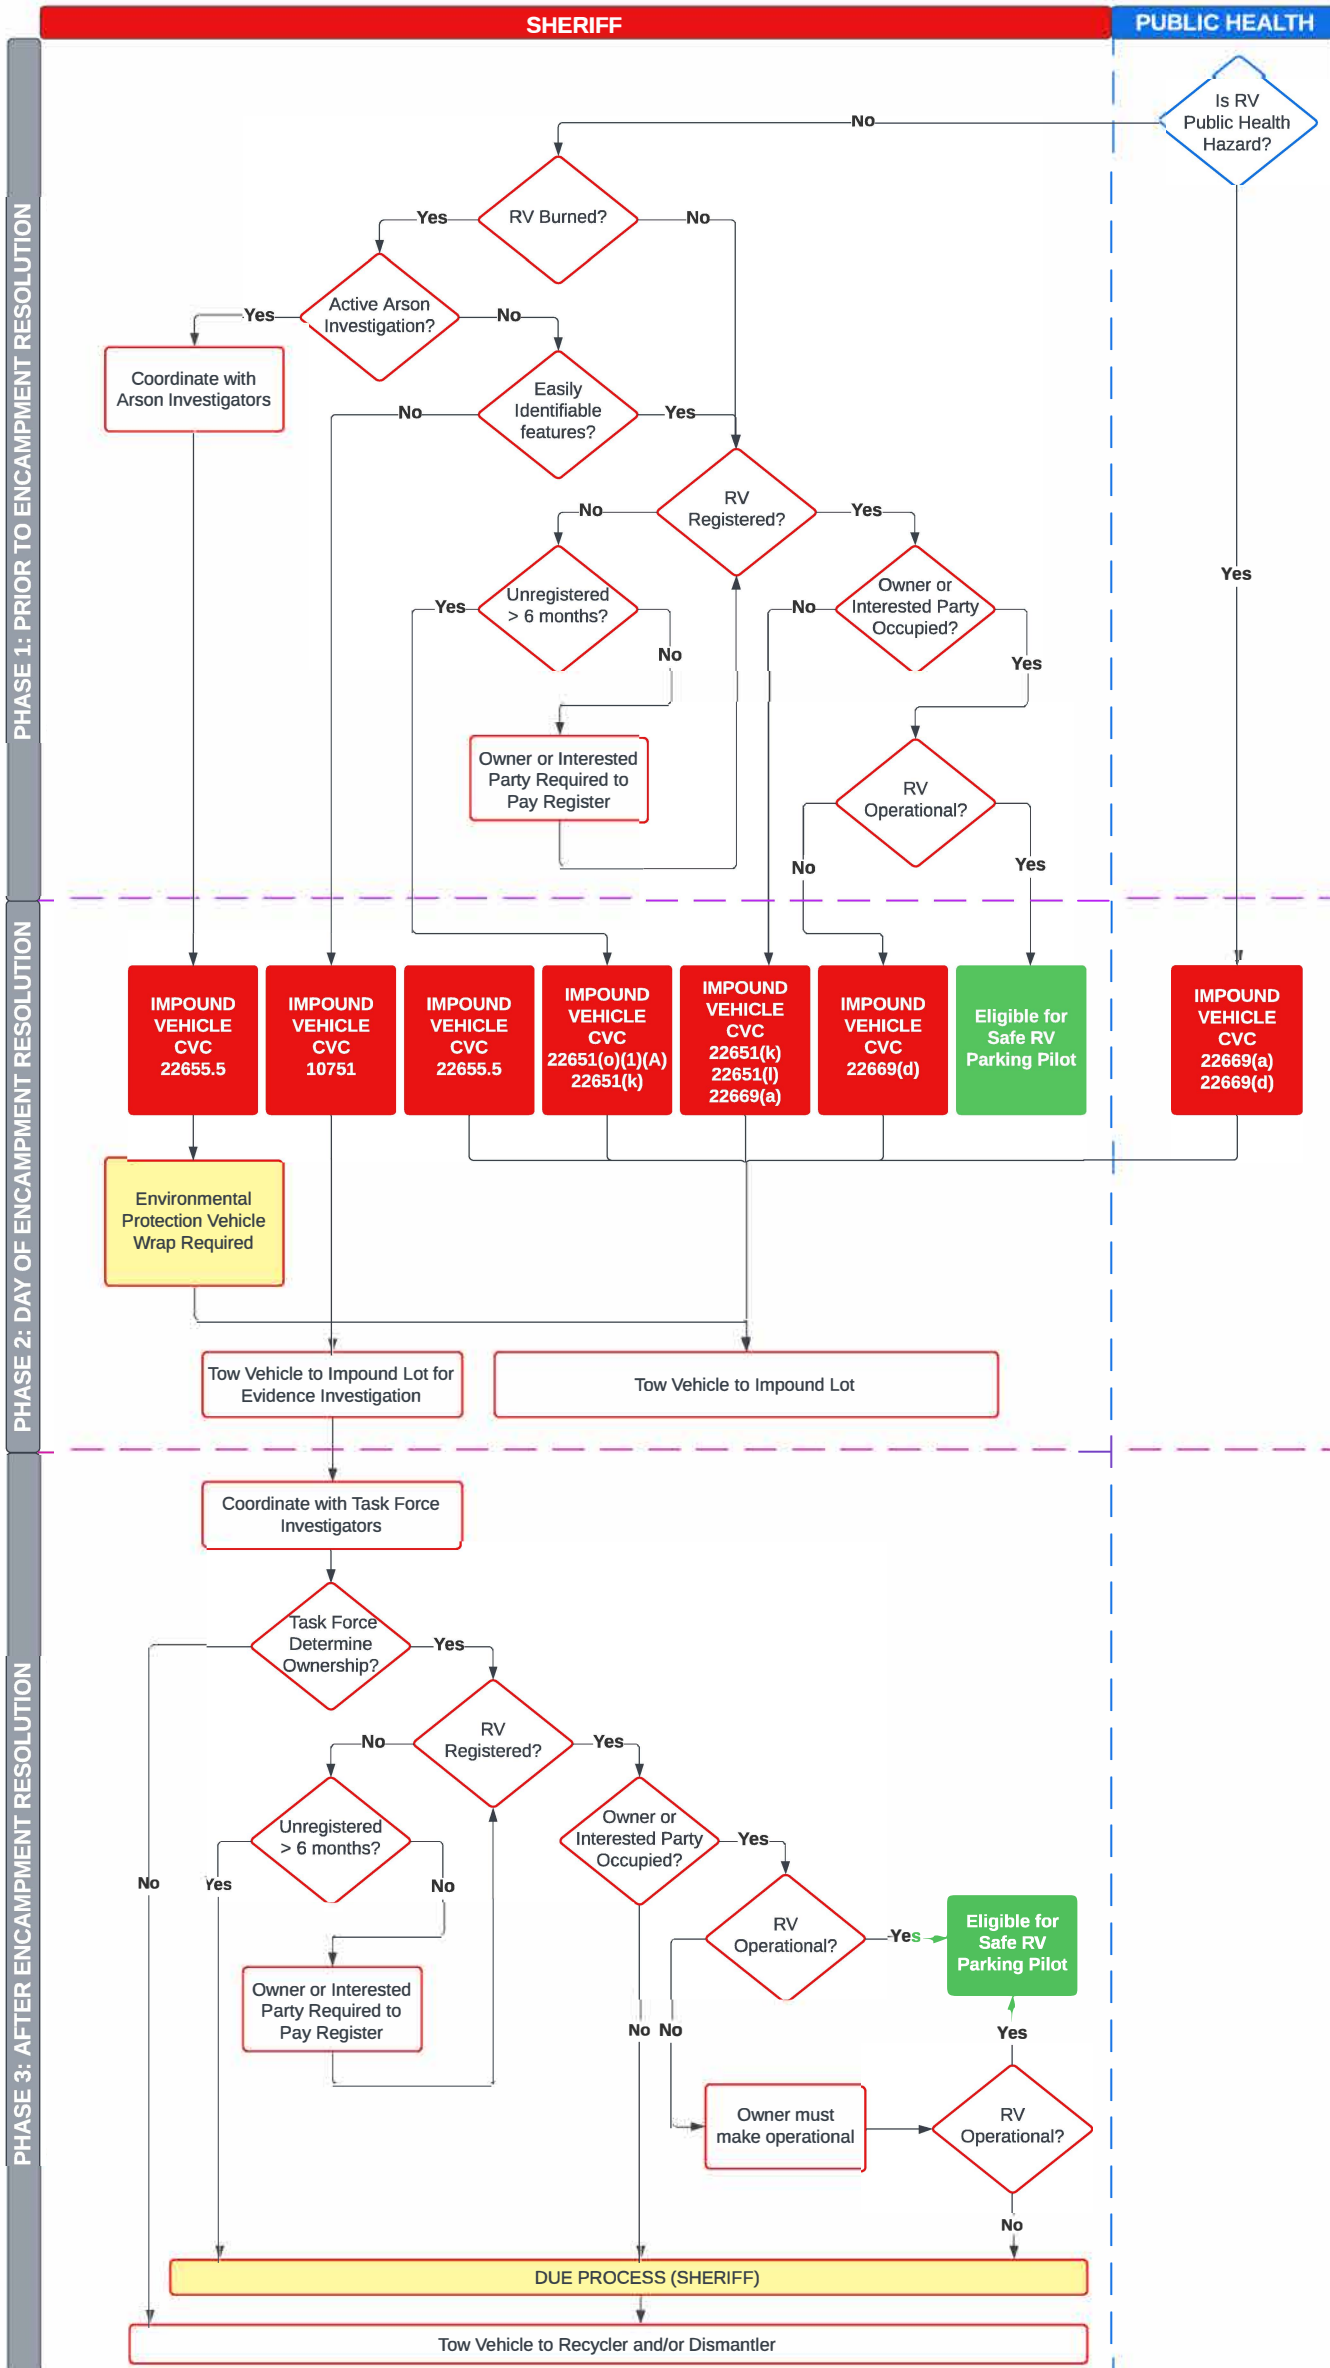 SHERIFF
PUBLIC HEALTH
PHASE 1: PRIOR TO ENCAMPMENT RESOLUTION
Is RV
Public Health
Hazard?
No
RV Burned?
Yes
No
Active Arson
Investigation?
Yes
No
Coordinate with
Arson Investigators
Easily
Identifiable
features?
No
Yes
RV
Registered?
No
Yes
Yes
Unregistered
> 6 months?
Yes
No
Owner or
Interested Party
Occupied?
No
Yes
Owner or Interested
Party Required to
Pay Register
RV
Operational?
No
Yes
PHASE 2: DAY OF ENCAMPMENT RESOLUTION
IMPOUND
VEHICLE
CVC
22655.5
IMPOUND
VEHICLE
CVC
10751
IMPOUND
VEHICLE
CVC
22655.5
IMPOUND
VEHICLE
CVC
22651(o)(1)(A)
22651(k)
IMPOUND
VEHICLE
CVC
22651(k)
22651(l)
22669(a)
IMPOUND
VEHICLE
CVC
22669(d)
Eligible for
Safe RV
Parking Pilot
IMPOUND
VEHICLE
CVC
22669(a)
22669(d)
Environmental
Protection Vehicle
Wrap Required
Tow Vehicle to Impound Lot for
Evidence Investigation
Tow Vehicle to Impound Lot
PHASE 3: AFTER ENCAMPMENT RESOLUTION
Coordinate with Task Force
Investigators
Task Force
Determine
Ownership?
Yes
No
RV
Registered?
No
Yes
Unregistered
> 6 months?
Yes
No
Owner or
Interested Party
Occupied?
Yes
No
RV
Operational?
Yes
No
Eligible for
Safe RV
Parking Pilot
Owner or Interested
Party Required to
Pay Register
Yes
Owner must
make operational
RV
Operational?
No
DUE PROCESS (SHERIFF)
Tow Vehicle to Recycler and/or Dismantler